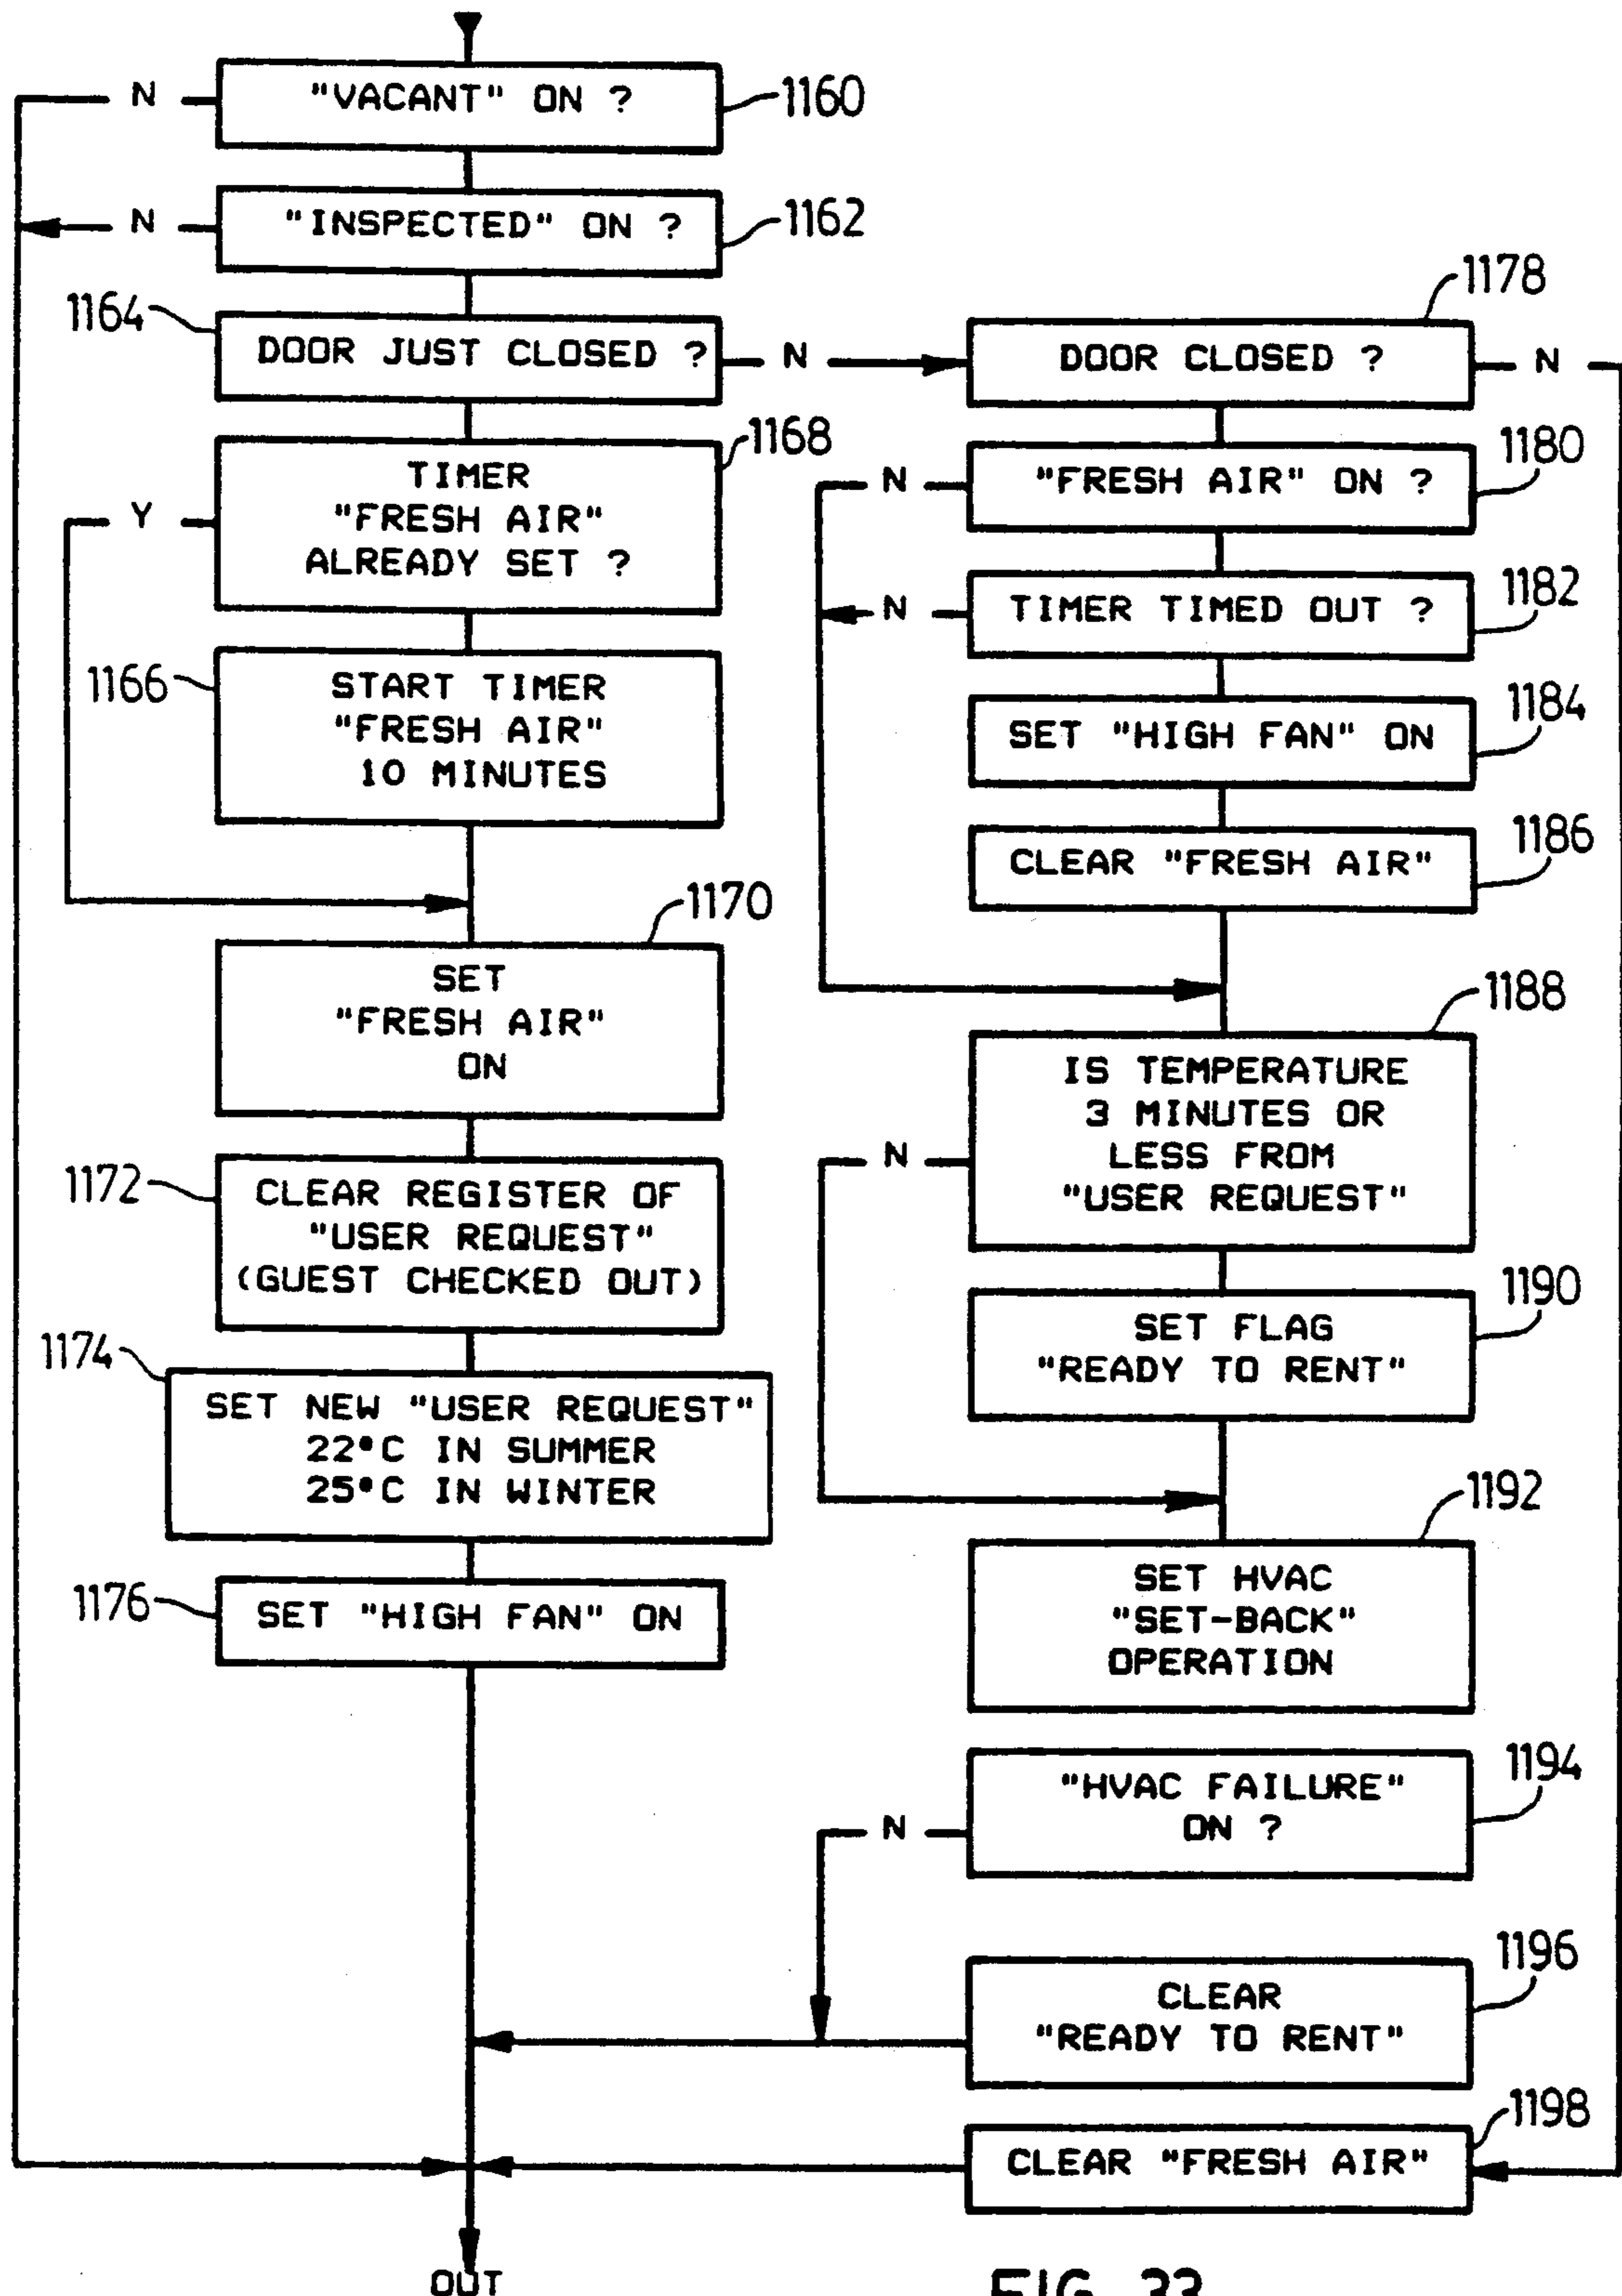 N
"VACANT" ON ?
1160
N
"INSPECTED" ON ?
1162
1164
DOOR JUST CLOSED ?
N
1178
DOOR CLOSED ?
N
1168
TIMER
"FRESH AIR"
ALREADY SET ?
Y
1180
"FRESH AIR" ON ?
N
1182
TIMER TIMED OUT ?
N
1166
START TIMER
"FRESH AIR"
10 MINUTES
1184
SET "HIGH FAN" ON
1186
CLEAR "FRESH AIR"
1170
SET
"FRESH AIR"
ON
1188
IS TEMPERATURE
3 MINUTES OR
LESS FROM
"USER REQUEST"
N
1172
CLEAR REGISTER OF
"USER REQUEST"
(GUEST CHECKED OUT)
1190
SET FLAG
"READY TO RENT"
1174
SET NEW "USER REQUEST"
22°C IN SUMMER
25°C IN WINTER
1192
SET HVAC
"SET-BACK"
OPERATION
1176
SET "HIGH FAN" ON
1194
"HVAC FAILURE"
ON ?
N
1196
CLEAR
"READY TO RENT"
1198
CLEAR "FRESH AIR"
OUT
FIG. 33